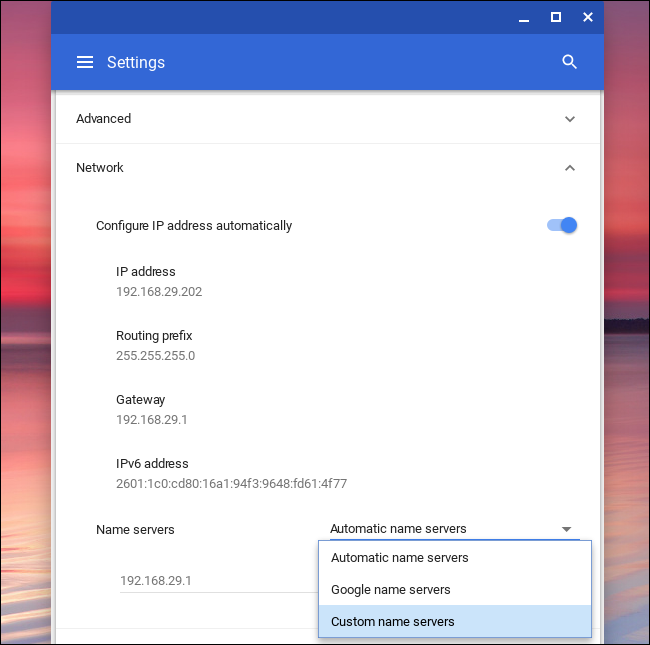 Settings
Advanced
Network
Configure IP address automatically
IP address
192.168.29.202
Routing prefix
255.255.255.0
Gateway
192.168.29.1
IPv6 address
2601:1c0:cd80:16a1:94f3:9648:fd61:4f77
Name servers Automatic name servers
Automatic name servers
192.168.29.1
Google name servers
Custom name servers